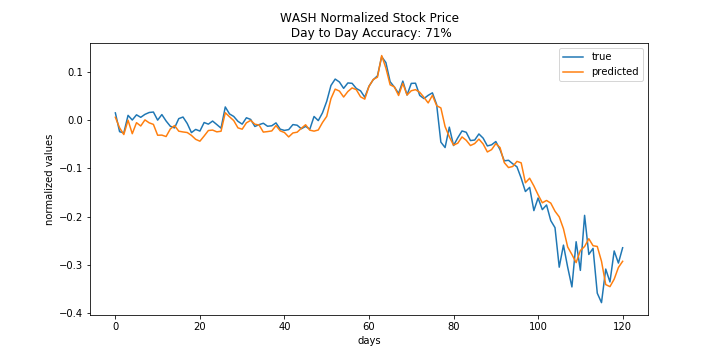 WASH Normalized Stock Price
Day to Day Accuracy: 71%
true
predicted
normalized values
0.1
0.0
−0.1
−0.2
−0.3
−0.4
0
20
40
60
80
100
120
days